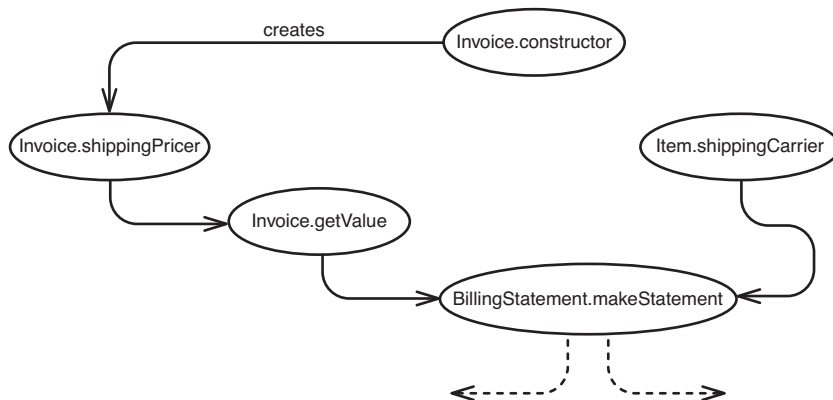 creates
Invoice.constructor
Invoice.shippingPricer
Item.shippingCarrier
Invoice.getValue
BillingStatement.makeStatement